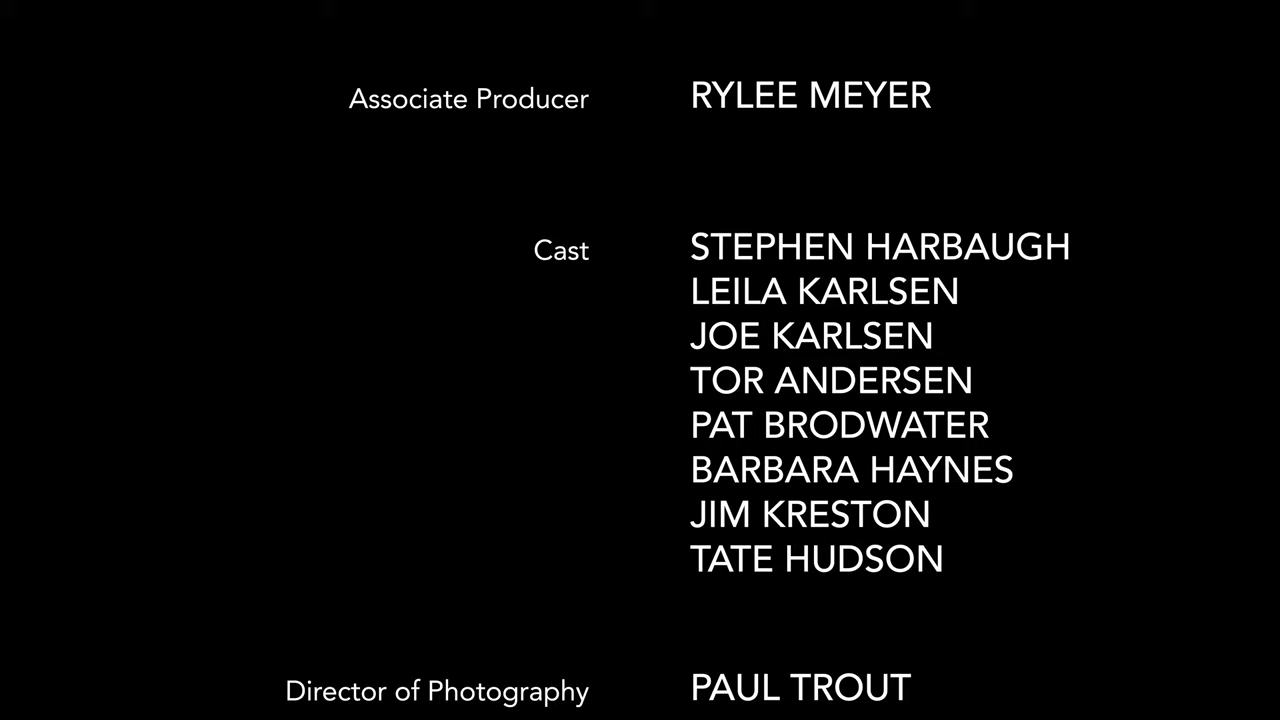 Associate Producer RYLEE MEYER
Cast STEPHEN HARBAUGH
LEILA KARLSEN
JOE KARLSEN
TOR ANDERSEN
PAT BRODWATER
BARBARA HAYNES
JIM KRESTON
TATE HUDSON
Director of Photography PAUL TROUT